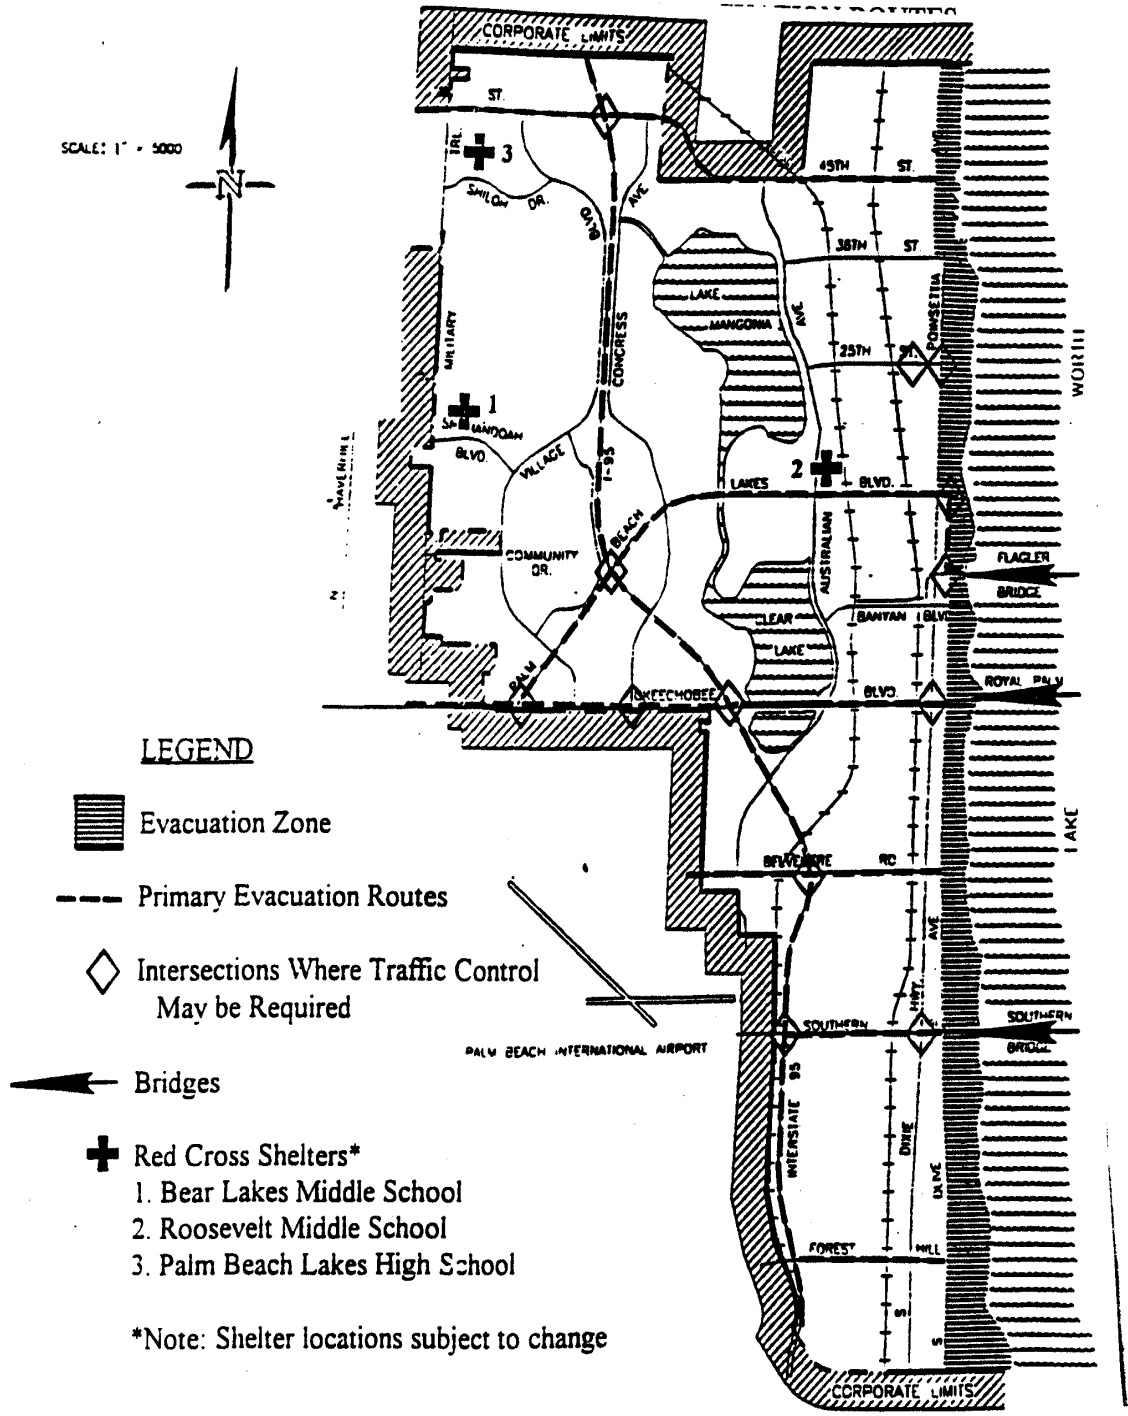 CORPORATE LIMITS
ST.
SCALE: 1" = 5000
TRL.
3
N
45TH ST.
SHILOH DR.
BLVD
AVE
36TH ST.
LAKE
MANGONIA
AVE
POINSETTIA
MILITARY
CONGRESS
25TH ST.
WORTH
1
BLVD.
VILLAGE
I-95
2
LAKES BLVD.
HAVERHILL
BEACH
AUSTRALIAN
COMMUNITY
DR.
FLAGLER
BRIDGE
N
CLEAR
LAKE
BANYAN BLVD
PALM
OKEECHOBEE BLVD.
ROYAL PALM
LEGEND
Evacuation Zone
LAKE
BELVEDERE RD
Primary Evacuation Routes
AVE
Intersections Where Traffic Control
May be Required
HWY
SOUTHERN
SOUTHERN
BRIDGE
PALM BEACH INTERNATIONAL AIRPORT
Bridges
INTERSTATE 95
DIXIE
OLIVE
Red Cross Shelters*
1. Bear Lakes Middle School
2. Roosevelt Middle School
3. Palm Beach Lakes High School
FOREST HILL
S
S
*Note: Shelter locations subject to change
CORPORATE LIMITS